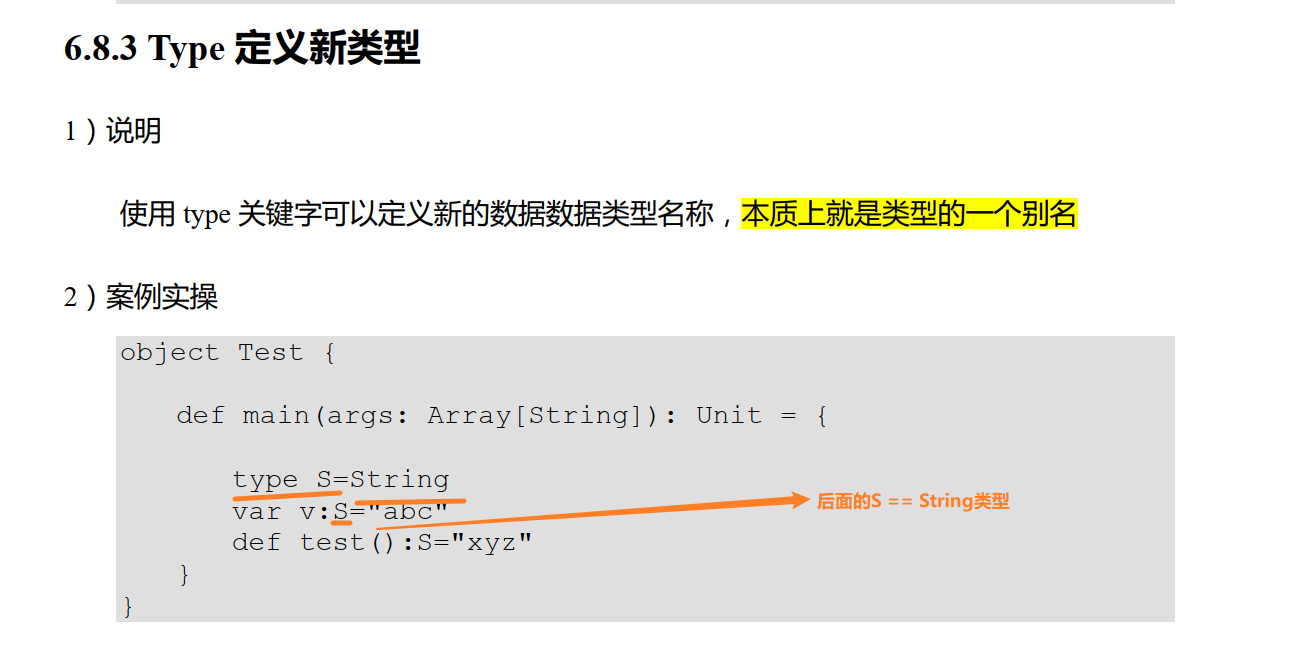 6.8.3 Type 定义新类型
1）说明
使用 type 关键字可以定义新的数据数据类型名称，本质上就是类型的一个别名
2）案例实操
object Test {
def main(args: Array[String]): Unit = {
type S=String
var v:S="abc"
后面的S == String类型
def test():S="xyz"
}
}